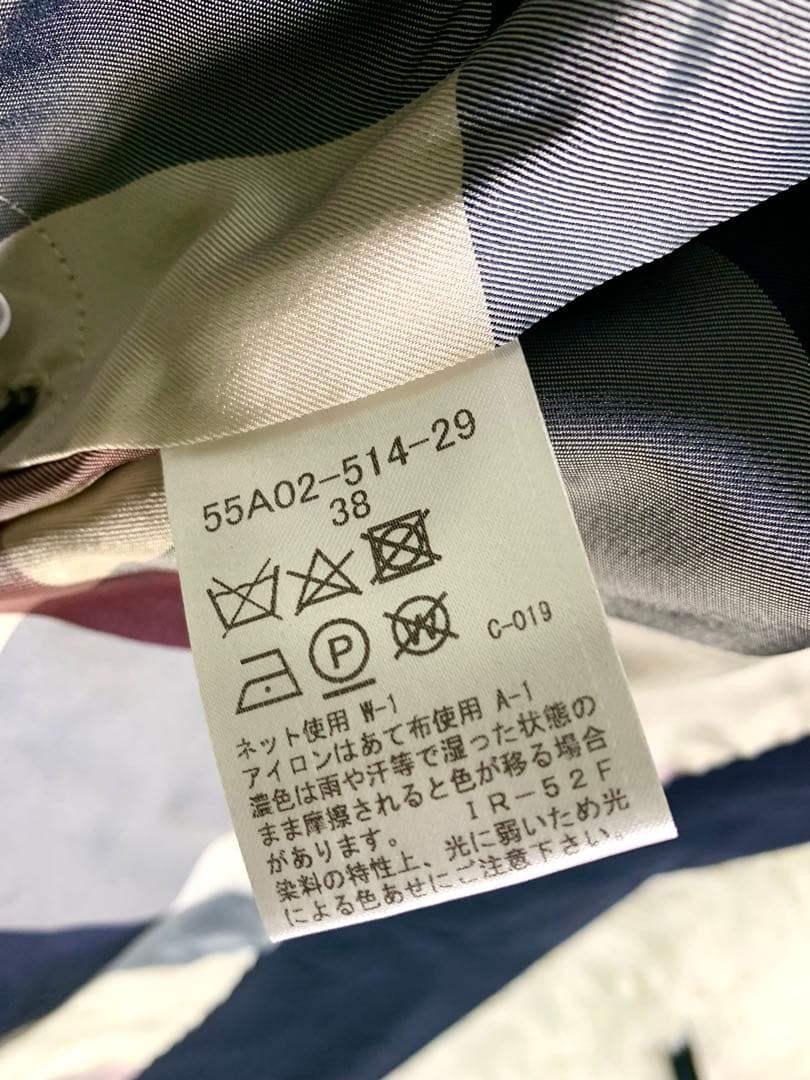 55A02-514-29
38
P W C-019
ネット使用 W-1
アイロンはあて布使用 A-1
濃色は雨や汗等で湿った状態の
まま摩擦されると色が移る場合
があります。 IR-52F
染料の特性上、光に弱いため光
による色あせにご注意下さい。